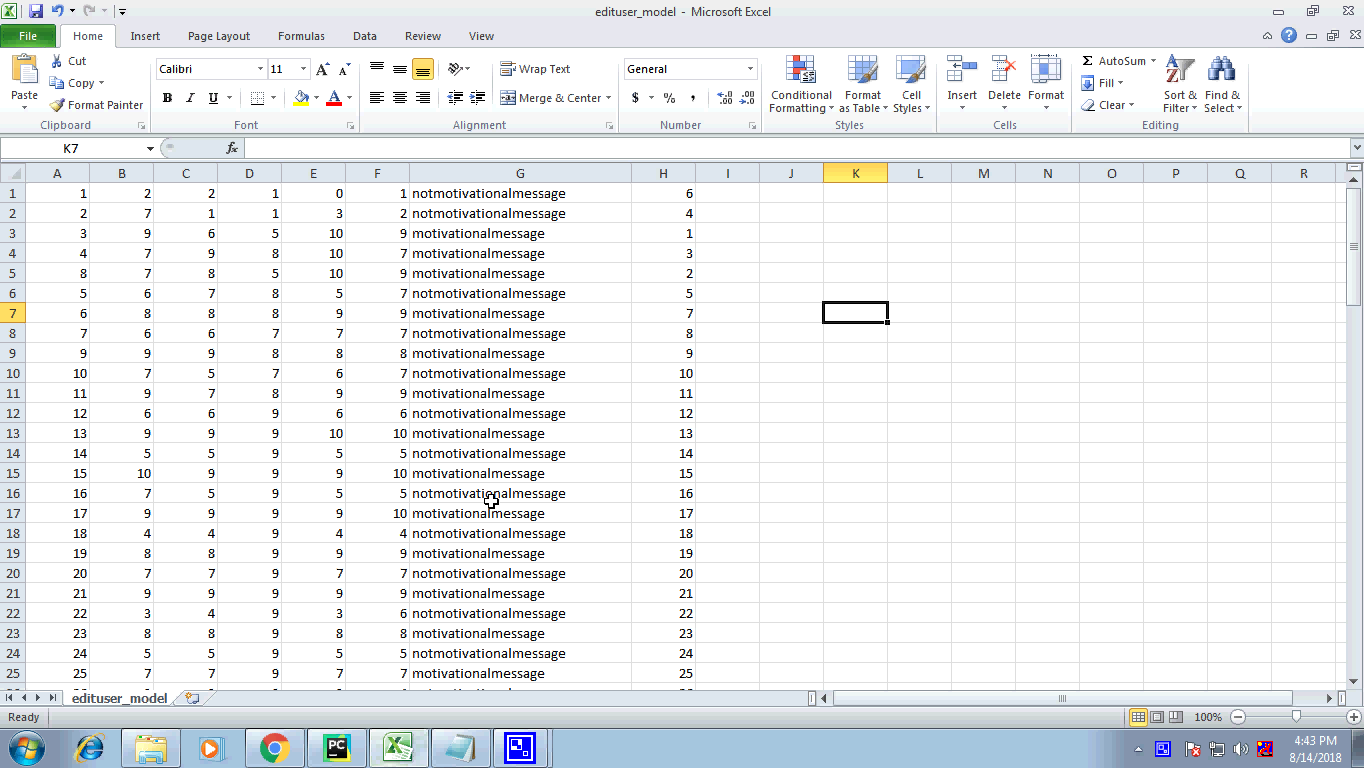 edituser_model - Microsoft Excel
File Home Insert Page Layout Formulas Data Review View
Paste Cut Copy Format Painter Calibri 11 Wrap Text Merge & Center General Conditional Formatting Format as Table Cell Styles Insert Delete Format AutoSum Fill Clear Sort & Filter Find & Select
Clipboard Font Alignment Number Styles Cells Editing
K7 fx
A B C D E F G H I J K L M N O P Q R
1 1 2 2 1 0 1 notmotivationalmessage 6
2 2 7 1 1 3 2 notmotivationalmessage 4
3 3 9 6 5 10 9 motivationalmessage 1
4 4 7 9 8 10 7 motivationalmessage 3
5 8 7 8 5 10 9 motivationalmessage 2
6 5 6 7 8 5 7 notmotivationalmessage 5
7 6 8 8 8 9 9 motivationalmessage 7
8 7 6 6 7 7 7 notmotivationalmessage 8
9 9 9 9 8 8 8 motivationalmessage 9
10 10 7 5 7 6 7 notmotivationalmessage 10
11 11 9 7 8 9 9 motivationalmessage 11
12 12 6 6 9 6 6 notmotivationalmessage 12
13 13 9 9 9 10 10 motivationalmessage 13
14 14 5 5 9 5 5 notmotivationalmessage 14
15 15 10 9 9 9 10 motivationalmessage 15
16 16 7 5 9 5 5 notmotivationalmessage 16
17 17 9 9 9 9 10 motivationalmessage 17
18 18 4 4 9 4 4 notmotivationalmessage 18
19 19 8 8 9 9 9 motivationalmessage 19
20 20 7 7 9 7 7 notmotivationalmessage 20
21 21 9 9 9 9 9 motivationalmessage 21
22 22 3 4 9 3 6 notmotivationalmessage 22
23 23 8 8 9 8 8 motivationalmessage 23
24 24 5 5 9 5 5 notmotivationalmessage 24
25 25 7 7 9 7 7 motivationalmessage 25
edituser_model
Ready 100%
PC
4:43 PM
8/14/2018